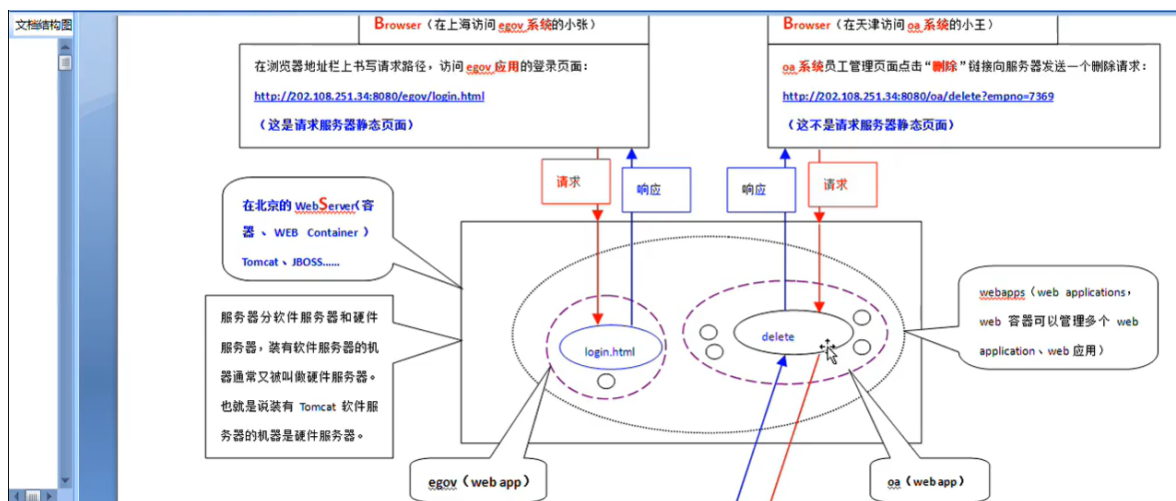 文档结构图
Browser（在上海访问 egov 系统的小张）
Browser（在天津访问 oa 系统的小王）
在浏览器地址栏上书写请求路径，访问 egov 应用的登录页面：
http://202.108.251.34:8080/egov/login.html
（这是请求服务器静态页面）
oa 系统员工管理页面点击“删除”链接向服务器发送一个删除请求：
http://202.108.251.34:8080/oa/delete?empno=7369
（这不是请求服务器静态页面）
请求
响应
响应
请求
在北京的 WebServer（容
器、WEB Container）
Tomcat、JBOSS……
服务器分软件服务器和硬件
服务器，装有软件服务器的机
器通常又被叫做硬件服务器。
也就是说装有 Tomcat 软件服
务器的机器是硬件服务器。
login.html
delete
webapps（web applications，
web 容器可以管理多个 web
application、web 应用）
egov（web app）
oa（web app）